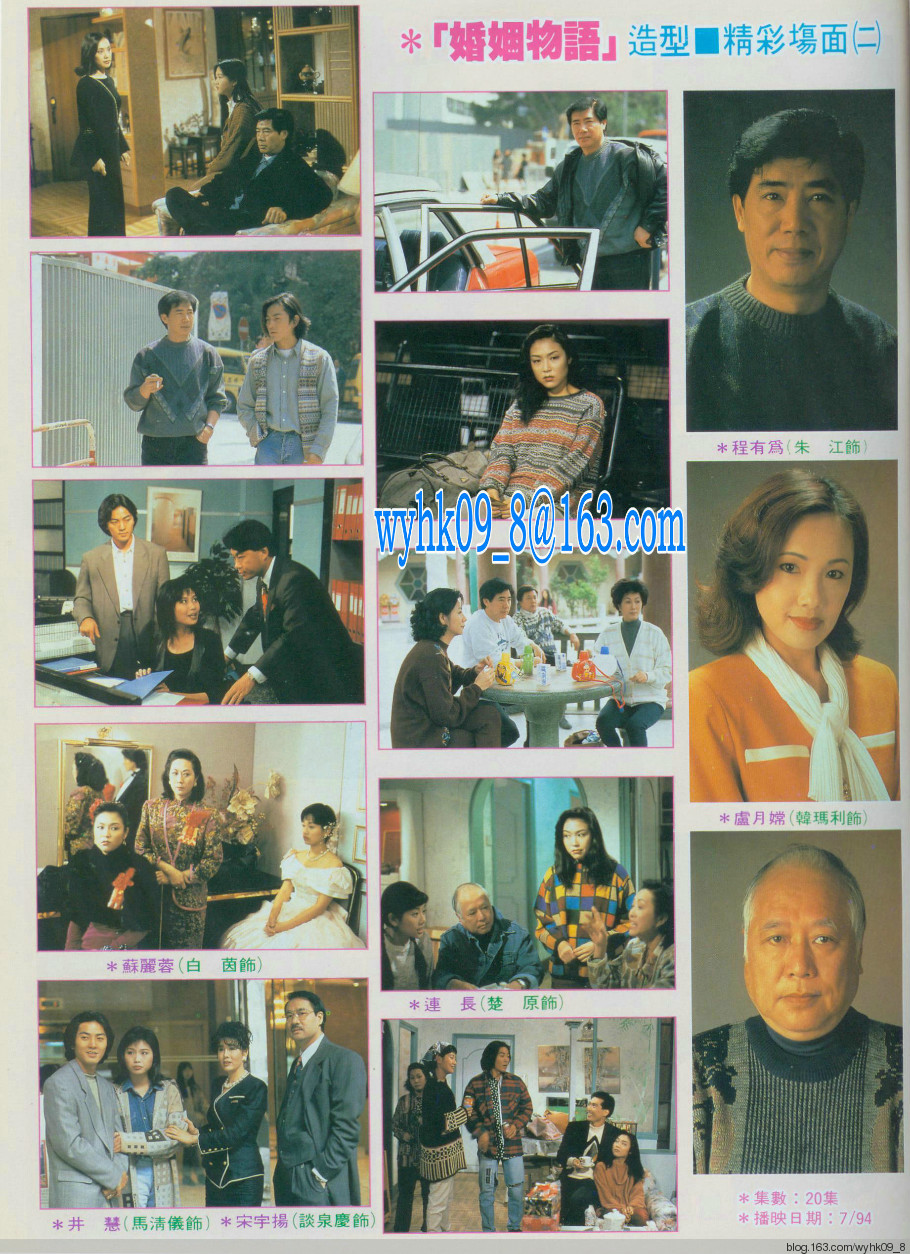 *「婚姻物語」造型■精彩場面㈡
*程有爲(朱 江飾)
wyhk09_8@163.com
*盧月嫦(韓瑪利飾)
*蘇麗蓉(白 茵飾)
*連 長(楚 原飾)
*井 慧(馬淸儀飾) *宋宇揚(談泉慶飾)
*集數：20集
*播映日期：7/94
blog.163.com/wyhk09_8